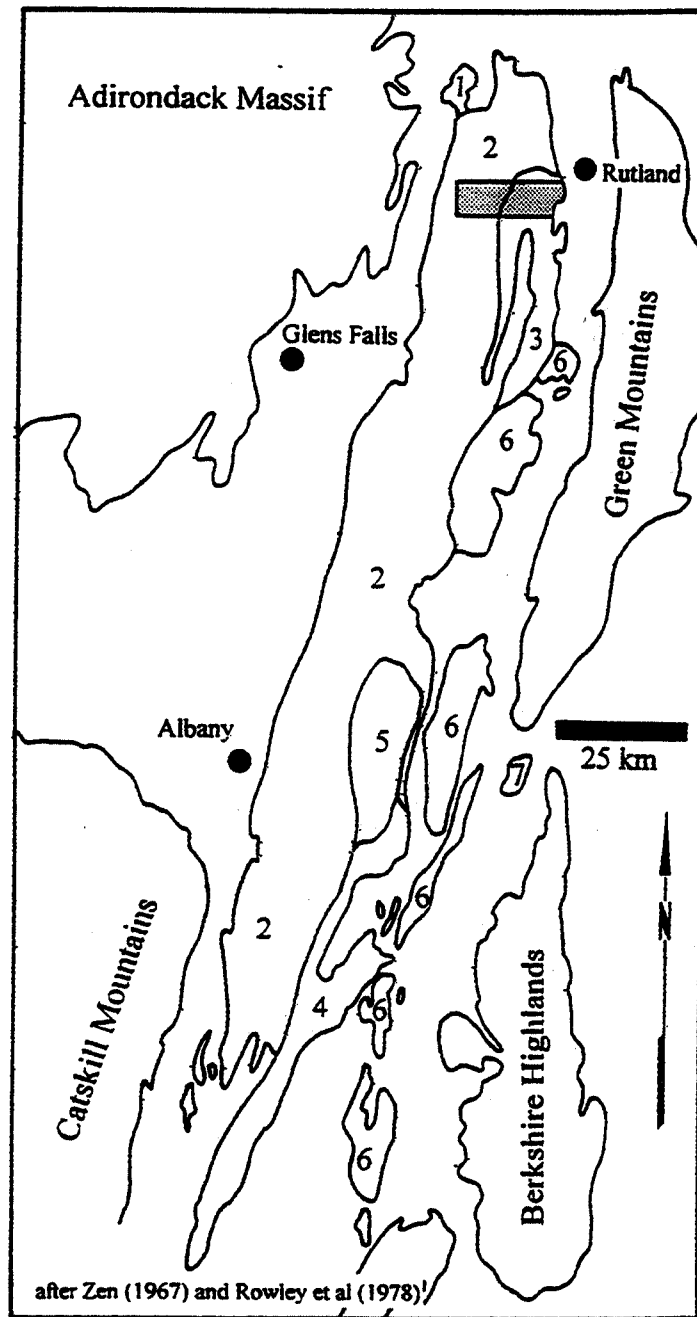 Adirondack Massif
1
2
Rutland
Glens Falls
3
6
Green Mountains
6
2
Albany
5
6
25 km
7
6
2
N
4
6
Catskill Mountains
Berkshire Highlands
6
after Zen (1967) and Rowley et al (1978)